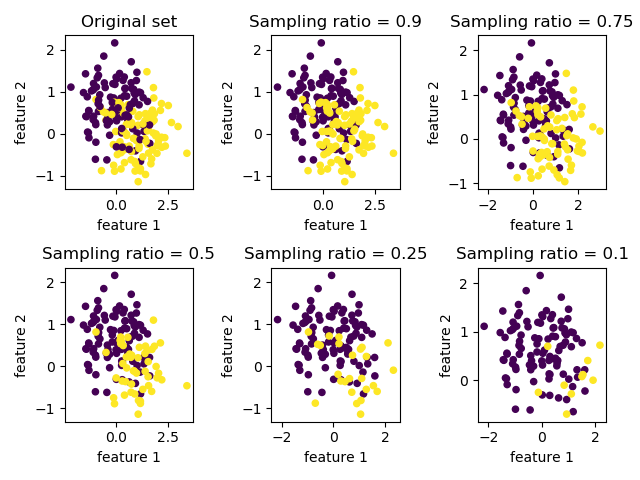 Original set
Sampling ratio = 0.9
Sampling ratio = 0.75
feature 2
2
1
0
−1
0.0
2.5
feature 1
feature 2
2
1
0
−1
0.0
2.5
feature 1
feature 2
2
1
0
−1
−2
0
2
feature 1
Sampling ratio = 0.5
Sampling ratio = 0.25
Sampling ratio = 0.1
feature 2
2
1
0
−1
0.0
2.5
feature 1
feature 2
2
1
0
−1
−2
0
2
feature 1
feature 2
2
1
0
−2
0
2
feature 1